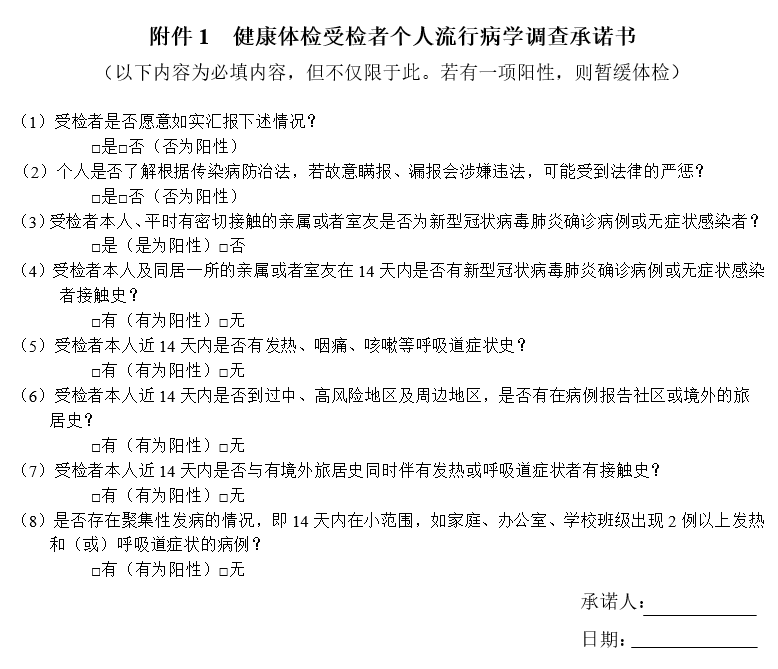 附件 1　健康体检受检者个人流行病学调查承诺书
（以下内容为必填内容，但不仅限于此。若有一项阳性，则暂缓体检）
（1）受检者是否愿意如实汇报下述情况？
□是□否（否为阳性）
（2）个人是否了解根据传染病防治法，若故意瞒报、漏报会涉嫌违法，可能受到法律的严惩？
□是□否（否为阳性）
（3）受检者本人、平时有密切接触的亲属或者室友是否为新型冠状病毒肺炎确诊病例或无症状感染者？
□是（是为阳性）□否
（4）受检者本人及同居一所的亲属或者室友在 14 天内是否有新型冠状病毒肺炎确诊病例或无症状感染
者接触史？
□有（有为阳性）□无
（5）受检者本人近 14 天内是否有发热、咽痛、咳嗽等呼吸道症状史？
□有（有为阳性）□无
（6）受检者本人近 14 天内是否到过中、高风险地区及周边地区，是否有在病例报告社区或境外的旅
居史？
□有（有为阳性）□无
（7）受检者本人近 14 天内是否与有境外旅居史同时伴有发热或呼吸道症状者有接触史？
□有（有为阳性）□无
（8）是否存在聚集性发病的情况，即 14 天内在小范围，如家庭、办公室、学校班级出现 2 例以上发热
和（或）呼吸道症状的病例？
□有（有为阳性）□无
承诺人：
日期：